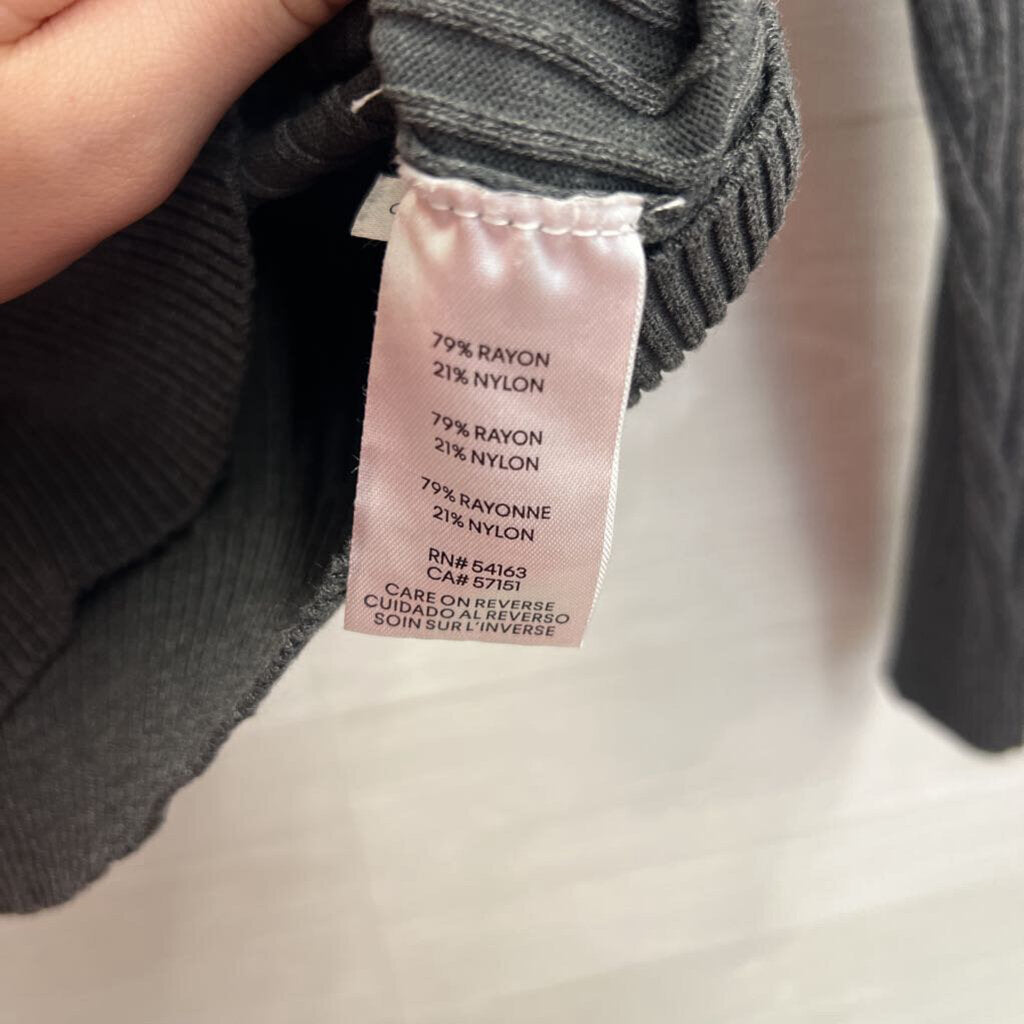 79% RAYON
21% NYLON
79% RAYON
21% NYLON
79% RAYONNE
21% NYLON
RN# 54163
CA# 57151
CARE ON REVERSE
CUIDADO AL REVERSO
SOIN SUR L'INVERSE